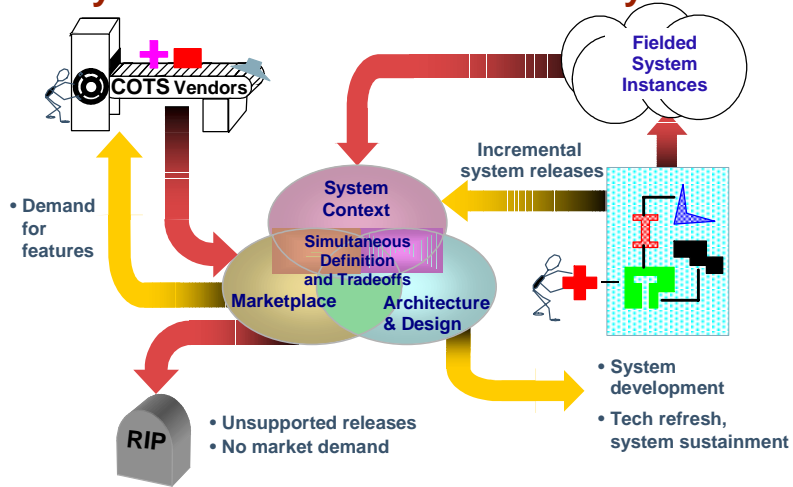 COTS Vendors
Fielded
System
Instances
Incremental
system releases
• Demand
for
features
System
Context
Simultaneous
Definition
and Tradeoffs
Marketplace
Architecture
& Design
• System
development
• Tech refresh,
system sustainment
• Unsupported releases
• No market demand
RIP